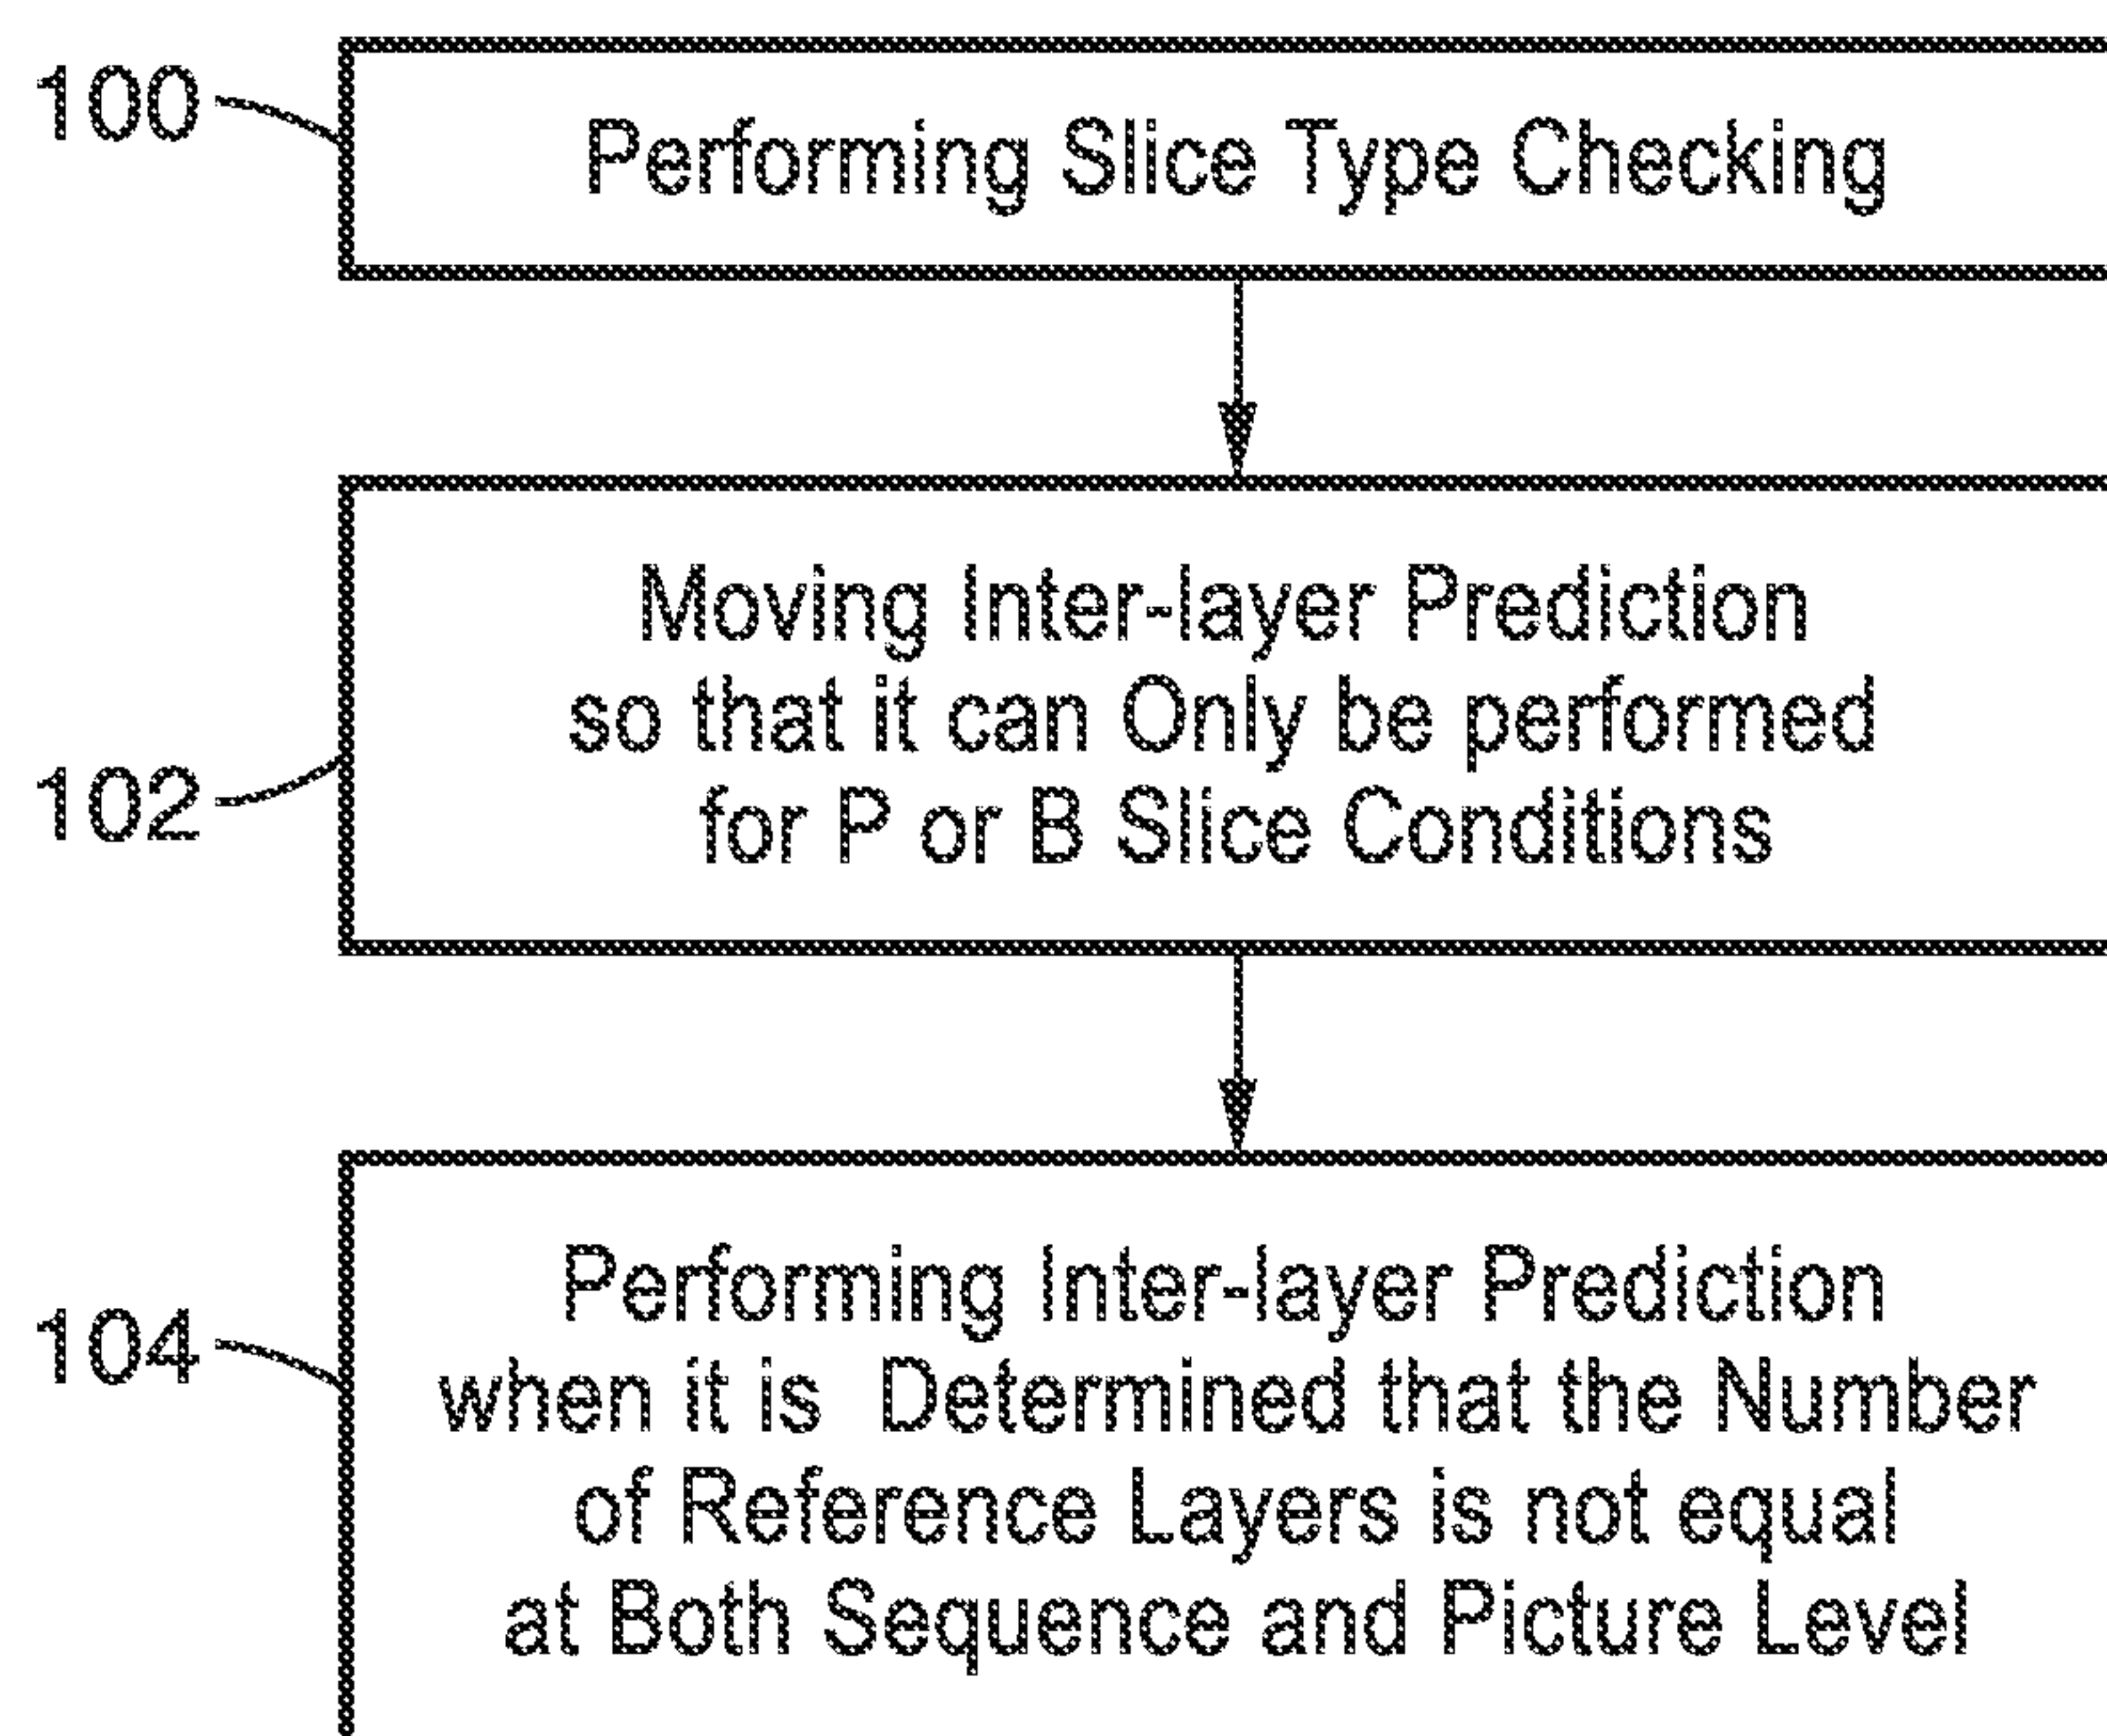 100
Performing Slice Type Checking
Moving Inter-layer Prediction
so that it can Only be performed
for P or B Slice Conditions
102
Performing Inter-layer Prediction
when it is Determined that the Number
of Reference Layers is not equal
at Both Sequence and Picture Level
104